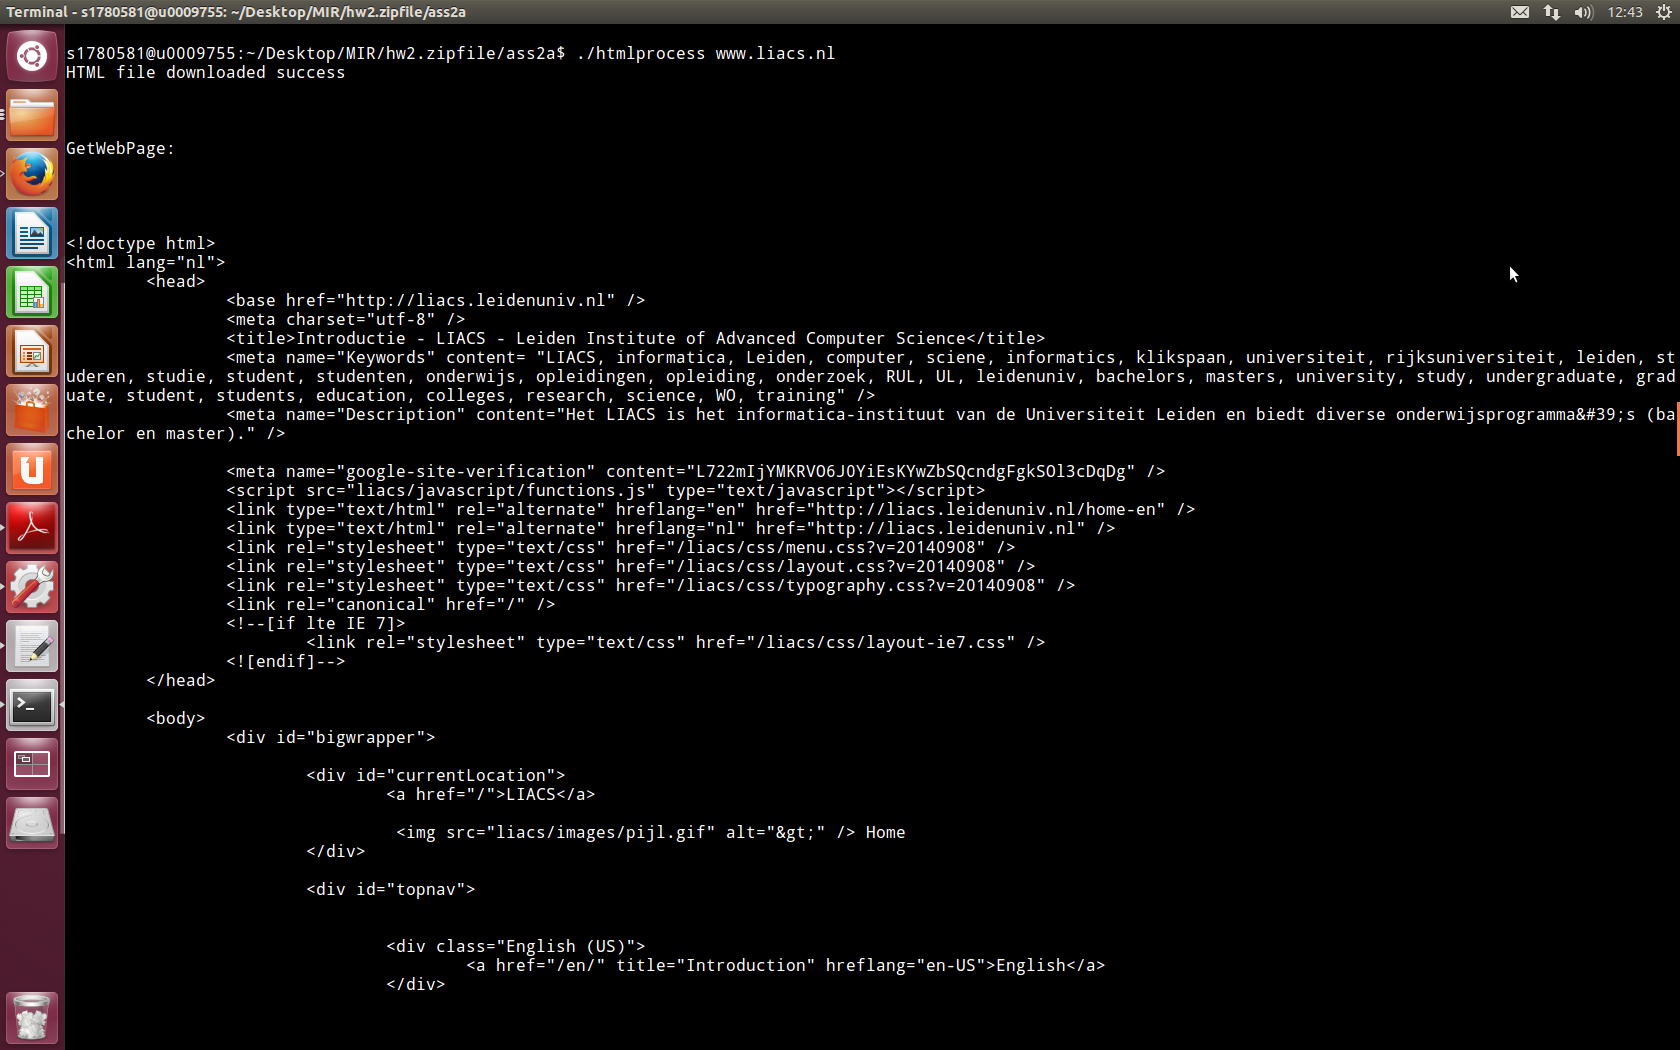 Terminal - s1780581@u0009755: ~/Desktop/MIR/hw2.zipfile/ass2a
12:43
s1780581@u0009755:~/Desktop/MIR/hw2.zipfile/ass2a$ ./htmlprocess www.liacs.nl
HTML file downloaded success
GetWebPage:
<!doctype html>
<html lang="nl">
<head>
<base href="http://liacs.leidenuniv.nl" />
<meta charset="utf-8" />
<title>Introductie - LIACS - Leiden Institute of Advanced Computer Science</title>
<meta name="Keywords" content= "LIACS, informatica, Leiden, computer, sciene, informatics, klikspaan, universiteit, rijksuniversiteit, leiden, st
uderen, studie, student, studenten, onderwijs, opleidingen, opleiding, onderzoek, RUL, UL, leidenuniv, bachelors, masters, university, study, undergraduate, grad
uate, student, students, education, colleges, research, science, WO, training" />
<meta name="Description" content="Het LIACS is het informatica-instituut van de Universiteit Leiden en biedt diverse onderwijsprogramma&#39;s (ba
chelor en master)." />
<meta name="google-site-verification" content="L722mIjYMKRVO6J0YiEsKYwZbSQcndgFgkSOl3cDqDg" />
<script src="liacs/javascript/functions.js" type="text/javascript"></script>
<link type="text/html" rel="alternate" hreflang="en" href="http://liacs.leidenuniv.nl/home-en" />
<link type="text/html" rel="alternate" hreflang="nl" href="http://liacs.leidenuniv.nl" />
<link rel="stylesheet" type="text/css" href="/liacs/css/menu.css?v=20140908" />
<link rel="stylesheet" type="text/css" href="/liacs/css/layout.css?v=20140908" />
<link rel="stylesheet" type="text/css" href="/liacs/css/typography.css?v=20140908" />
<link rel="canonical" href="/" />
<!--[if lte IE 7]>
<link rel="stylesheet" type="text/css" href="/liacs/css/layout-ie7.css" />
<![endif]-->
</head>
<body>
<div id="bigwrapper">
<div id="currentLocation">
<a href="/">LIACS</a>
<img src="liacs/images/pijl.gif" alt="&gt;" /> Home
</div>
<div id="topnav">
<div class="English (US)">
<a href="/en/" title="Introduction" hreflang="en-US">English</a>
</div>